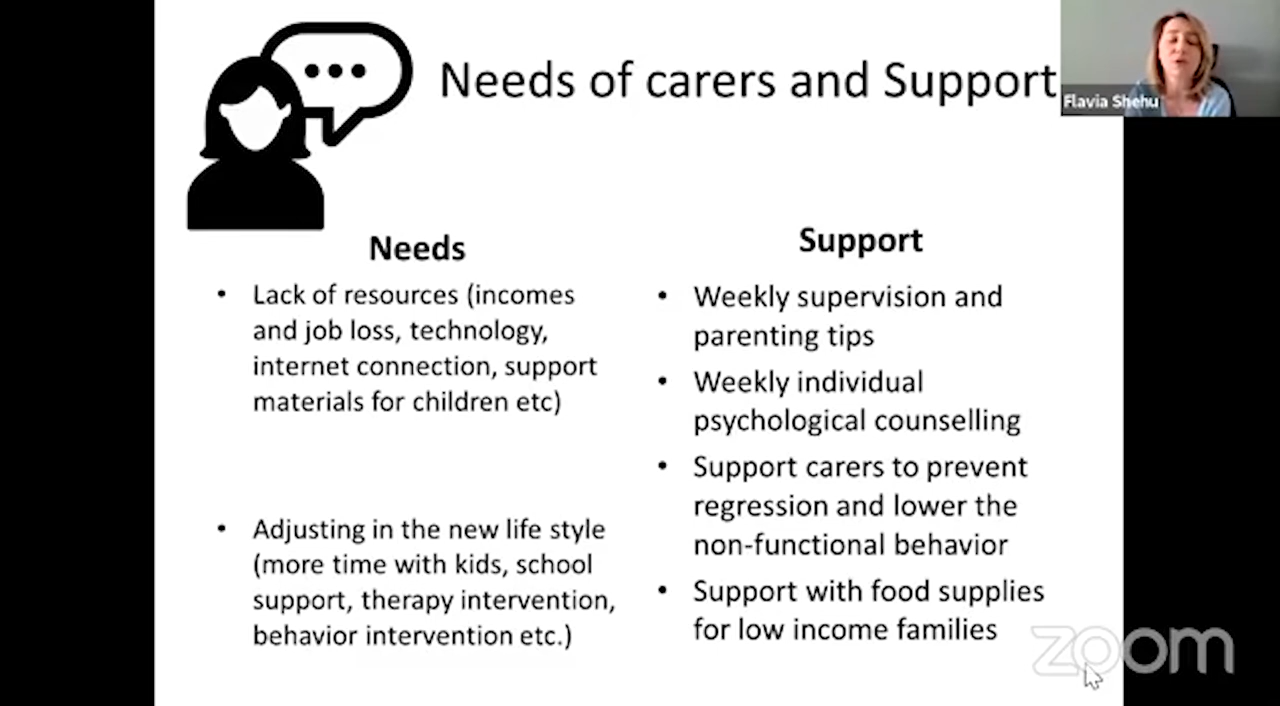 Needs of carers and Support
Flavia Shehu
Needs
• Lack of resources (incomes
and job loss, technology,
internet connection, support
materials for children etc)
• Adjusting in the new life style
(more time with kids, school
support, therapy intervention,
behavior intervention etc.)
Support
• Weekly supervision and
parenting tips
• Weekly individual
psychological counselling
• Support carers to prevent
regression and lower the
non-functional behavior
• Support with food supplies
for low income families
zoom